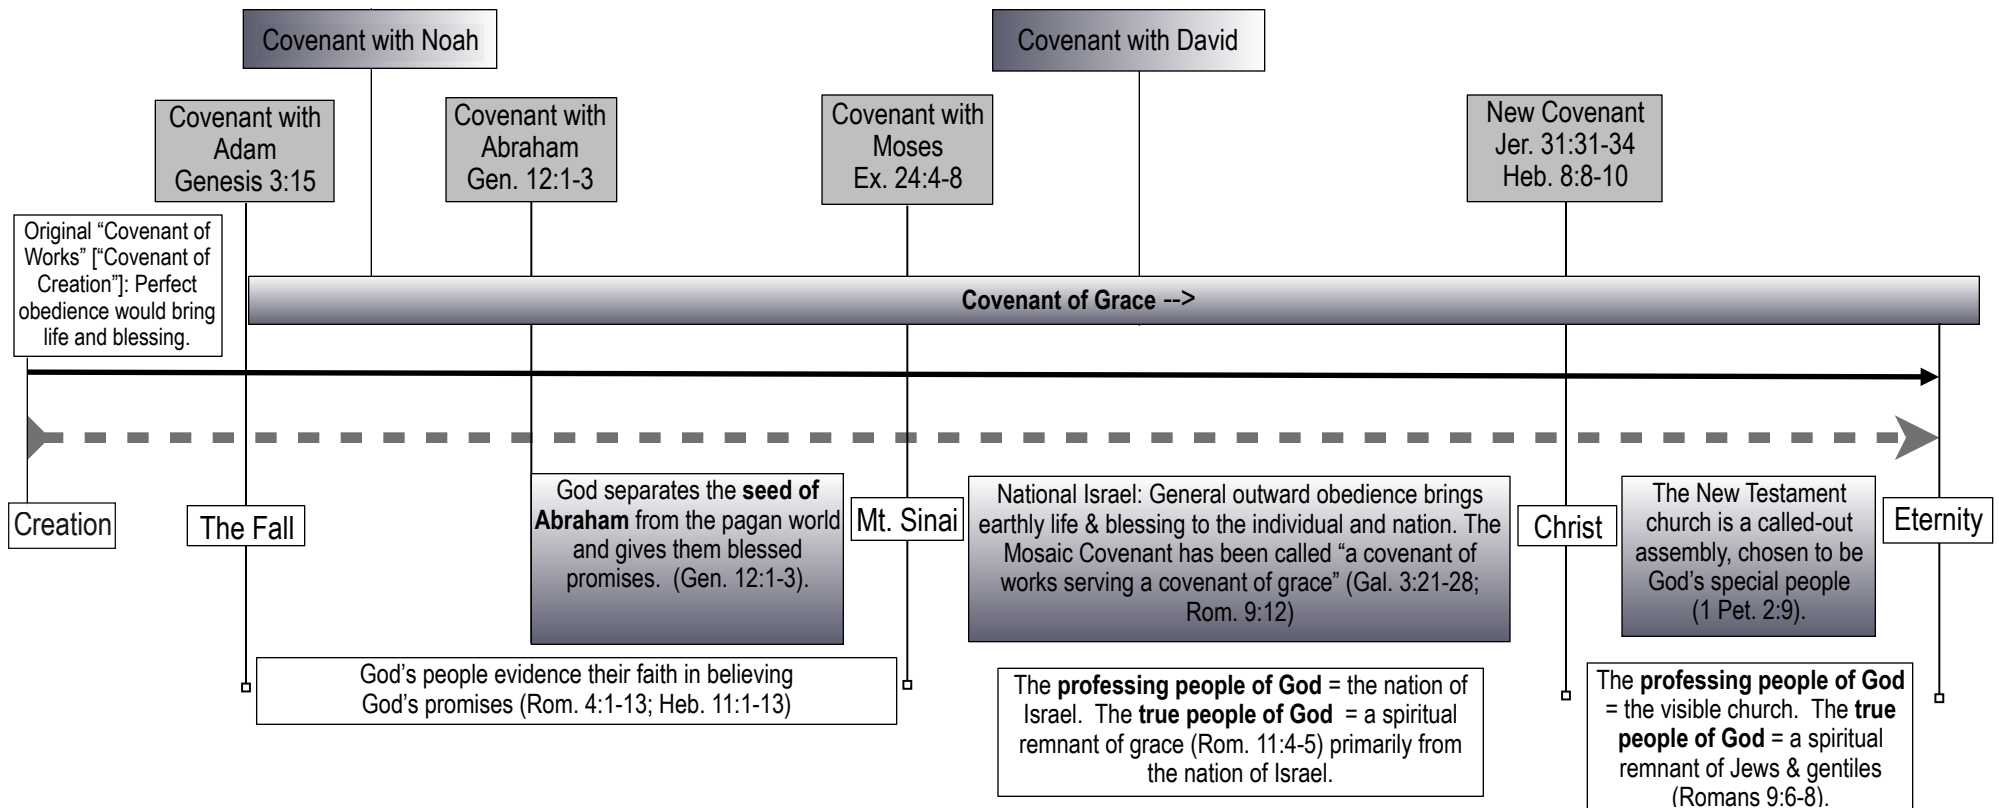 Covenant with Noah
Covenant with David
Covenant with
Adam
Genesis 3:15
Covenant with
Abraham
Gen. 12:1-3
Covenant with
Moses
Ex. 24:4-8
New Covenant
Jer. 31:31-34
Heb. 8:8-10
Original “Covenant of
Works” [“Covenant of
Creation”]: Perfect
obedience would bring
life and blessing.
Covenant of Grace -->
Creation
The Fall
God separates the seed of
Abraham from the pagan world
and gives them blessed
promises.  (Gen. 12:1-3).
Mt. Sinai
National Israel: General outward obedience brings
earthly life & blessing to the individual and nation. The
Mosaic Covenant has been called “a covenant of
works serving a covenant of grace” (Gal. 3:21-28;
Rom. 9:12)
Christ
The New Testament
church is a called-out
assembly, chosen to be
God’s special people
(1 Pet. 2:9).
Eternity
God’s people evidence their faith in believing
God’s promises (Rom. 4:1-13; Heb. 11:1-13)
The professing people of God = the nation of
Israel.  The true people of God  = a spiritual
remnant of grace (Rom. 11:4-5) primarily from
the nation of Israel.
The professing people of God
= the visible church.  The true
people of God = a spiritual
remnant of Jews & gentiles
(Romans 9:6-8).